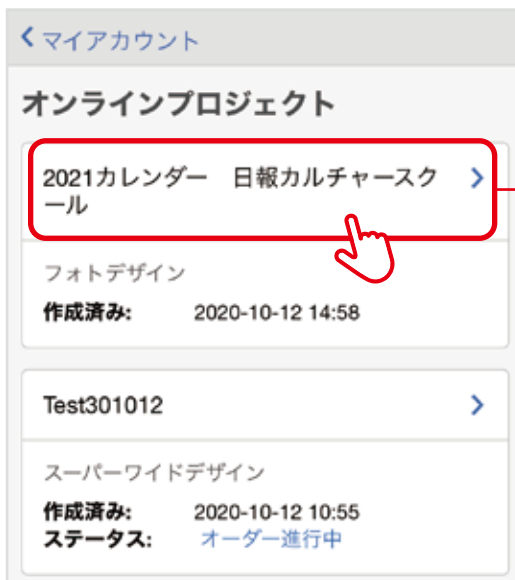 マイアカウント
オンラインプロジェクト
2021カレンダー　日報カルチャースク
ール
フォトデザイン
作成済み: 2020-10-12 14:58
Test301012
スーパーワイドデザイン
作成済み: 2020-10-12 10:55
ステータス: オーダー進行中